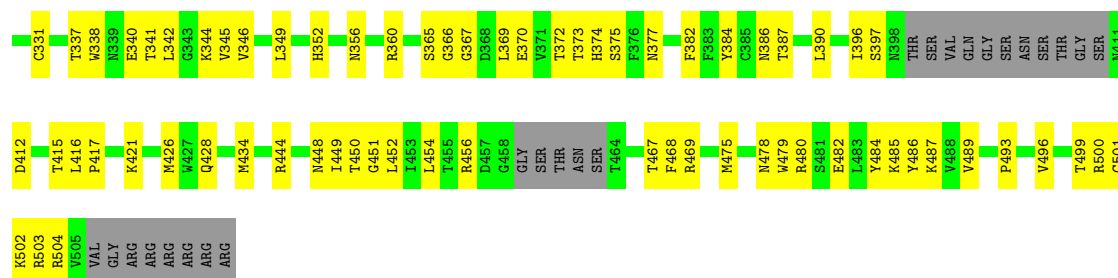 C331 T337 W338 N339 E340 T341 L342 G343 K344 V345 V346 L349 H352 N356 R360 S365 G366 G367 D368 L369 E370 V371 T372 T373 H374 S375 F376 N377 F382 F383 Y384 C385 N386 T387 L390 I396 S397 N398 THR SER VAL GLN GLY SER ASN SER THR GLY SER N411
D412 T415 L416 P417 K421 M426 W427 Q428 M434 R444 N448 I449 T450 G451 L452 I453 L454 T455 R456 D457 G458 GLY SER THR ASN SER T464 T467 F468 R469 M475 N478 W479 R480 S481 E482 L483 Y484 K485 Y486 K487 V488 V489 P493 V496 T499 R500 C501
K502 R503 R504 V505 VAL GLY ARG ARG ARG ARG ARG